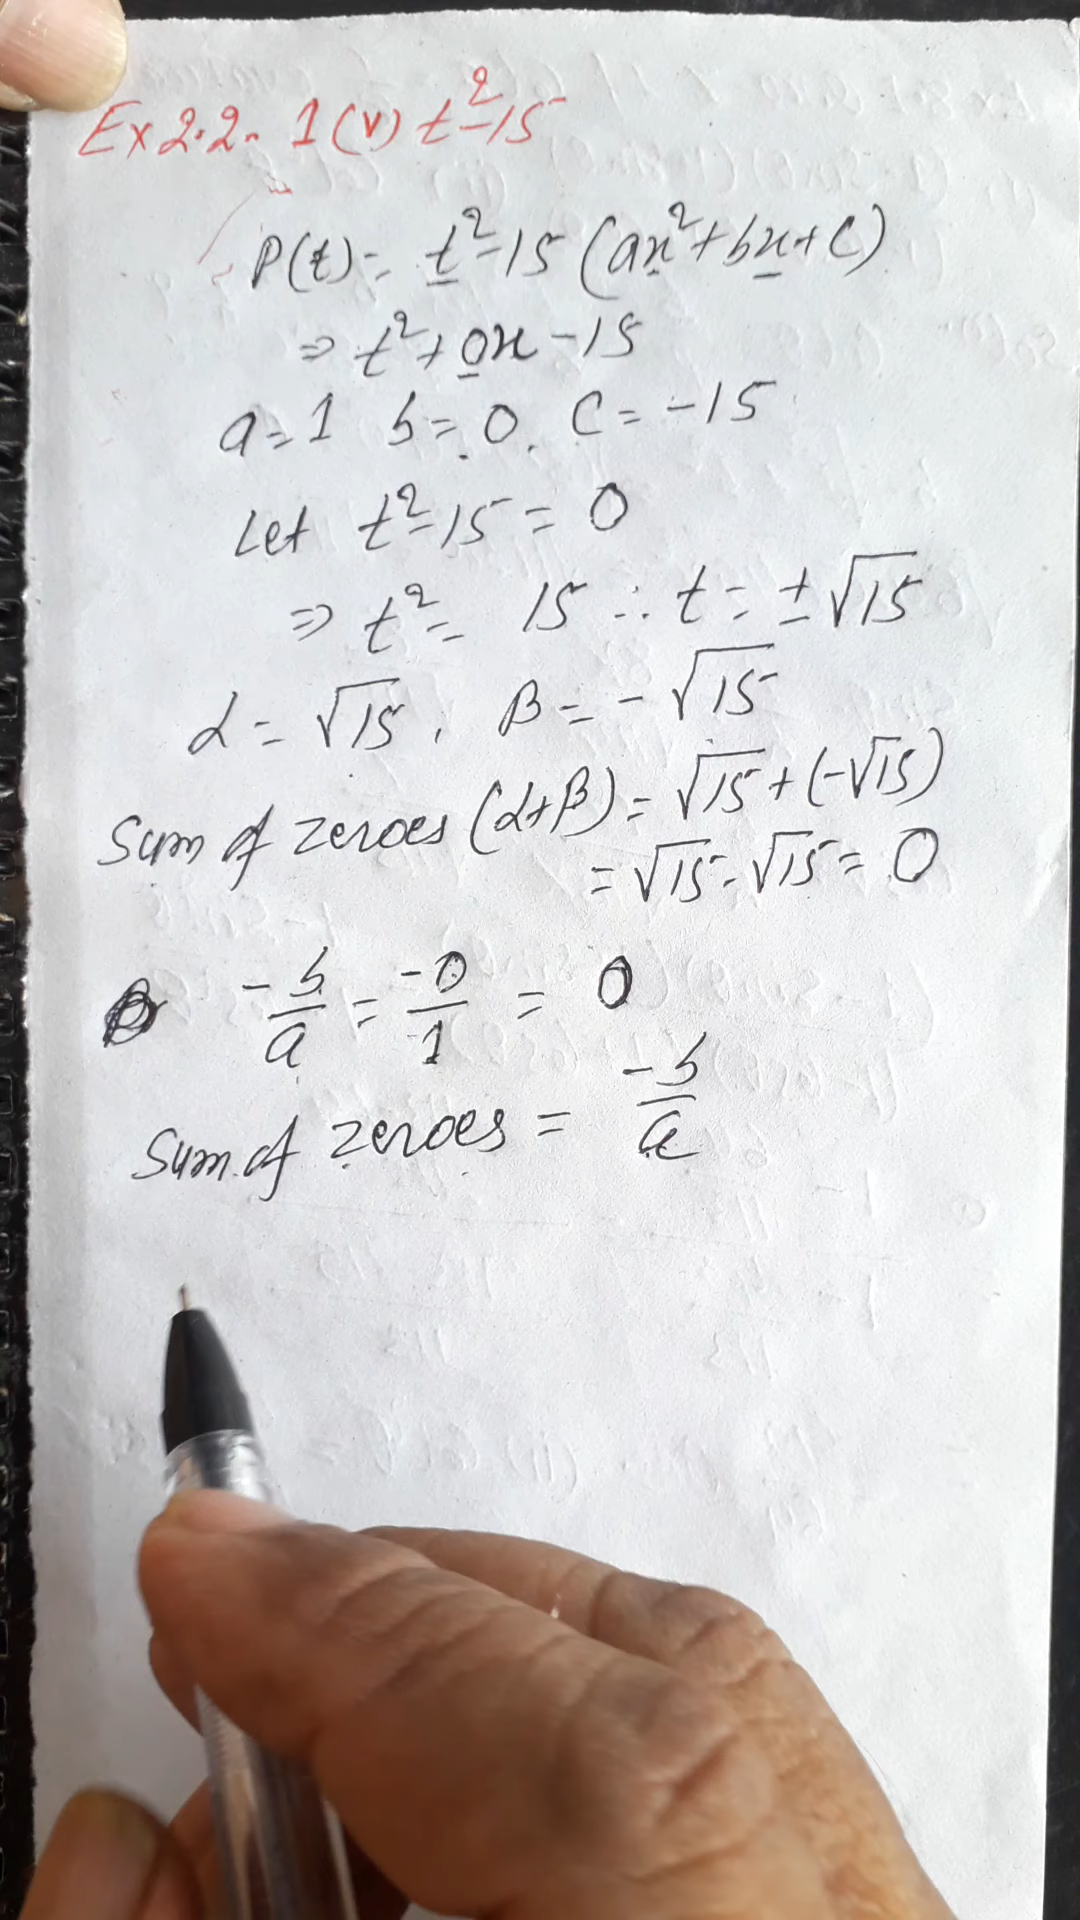 Ex 2.2. 1(v) t²-15
P(t) = t²-15 (ax²+bx+c)
⇒ t²+0x-15
a=1 b=0. c=-15
Let t²-15 = 0
⇒ t² = 15 ∴ t = ±√15
α = √15, β = -√15
Sum of zeroes (α+β) = √15+(-√15)
= √15-√15 = 0
-b/a = -0/1 = 0
Sum of zeroes = -b/a